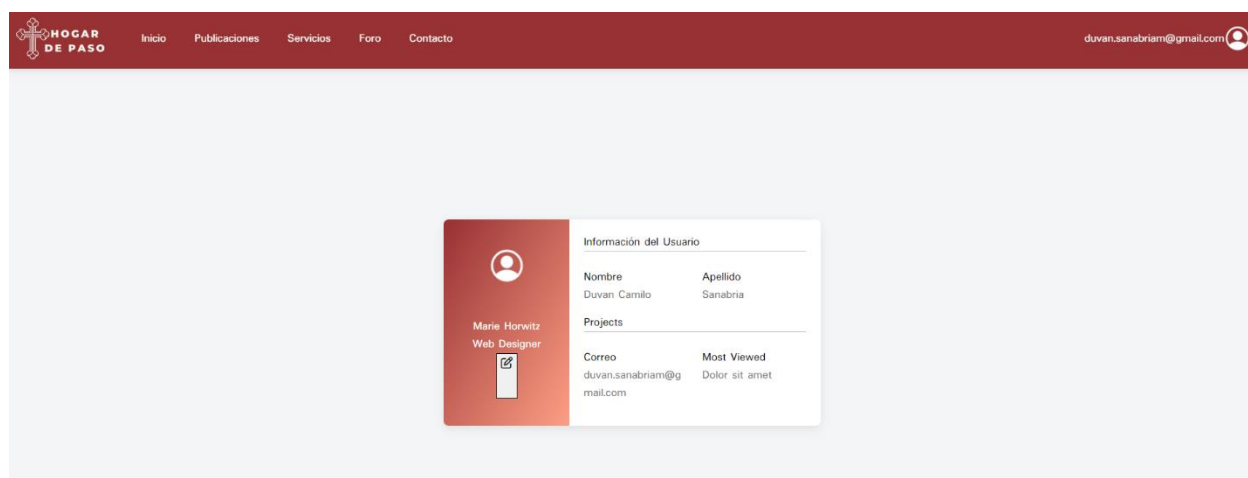 HOGAR
DE PASO
Inicio Publicaciones Servicios Foro Contacto
duvan.sanabriam@gmail.com
Marie Horwitz
Web Designer
Información del Usuario
Nombre Apellido
Duvan Camilo Sanabria
Projects
Correo Most Viewed
duvan.sanabriam@g Dolor sit amet
mail.com